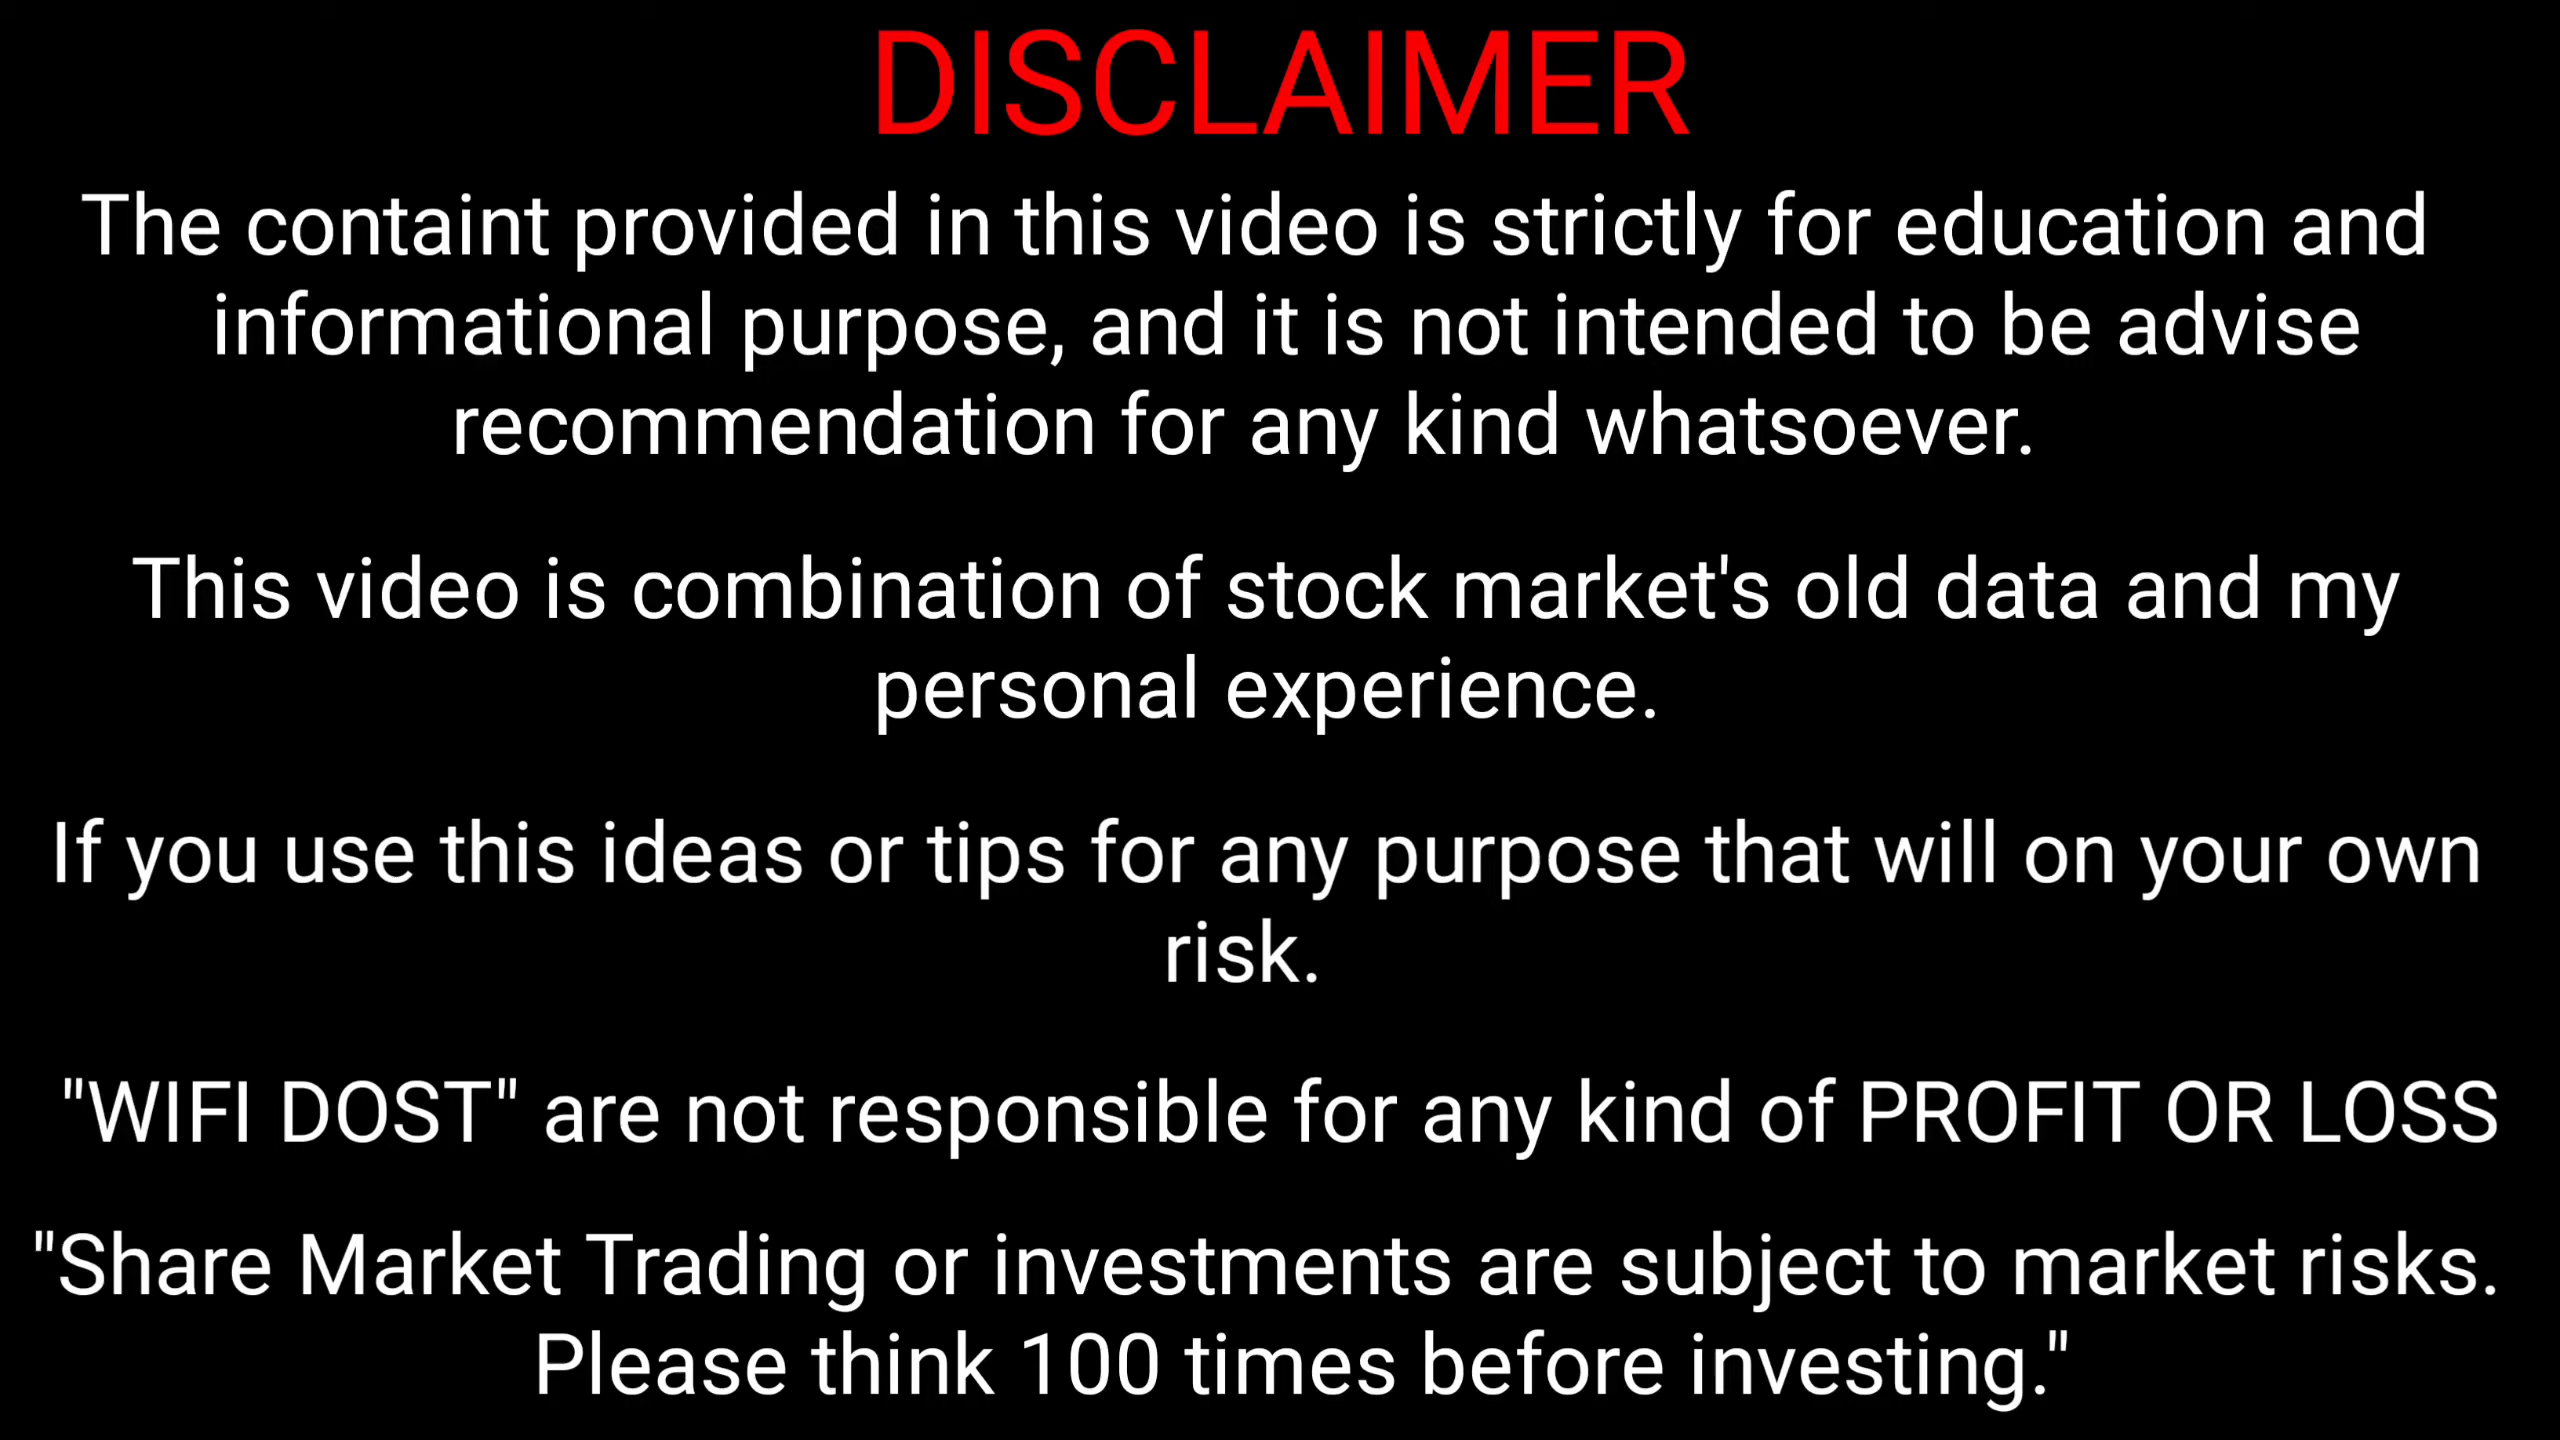 DISCLAIMER
The containt provided in this video is strictly for education and
informational purpose, and it is not intended to be advise
recommendation for any kind whatsoever.
This video is combination of stock market's old data and my
personal experience.
If you use this ideas or tips for any purpose that will on your own
risk.
"WIFI DOST" are not responsible for any kind of PROFIT OR LOSS
"Share Market Trading or investments are subject to market risks.
Please think 100 times before investing."